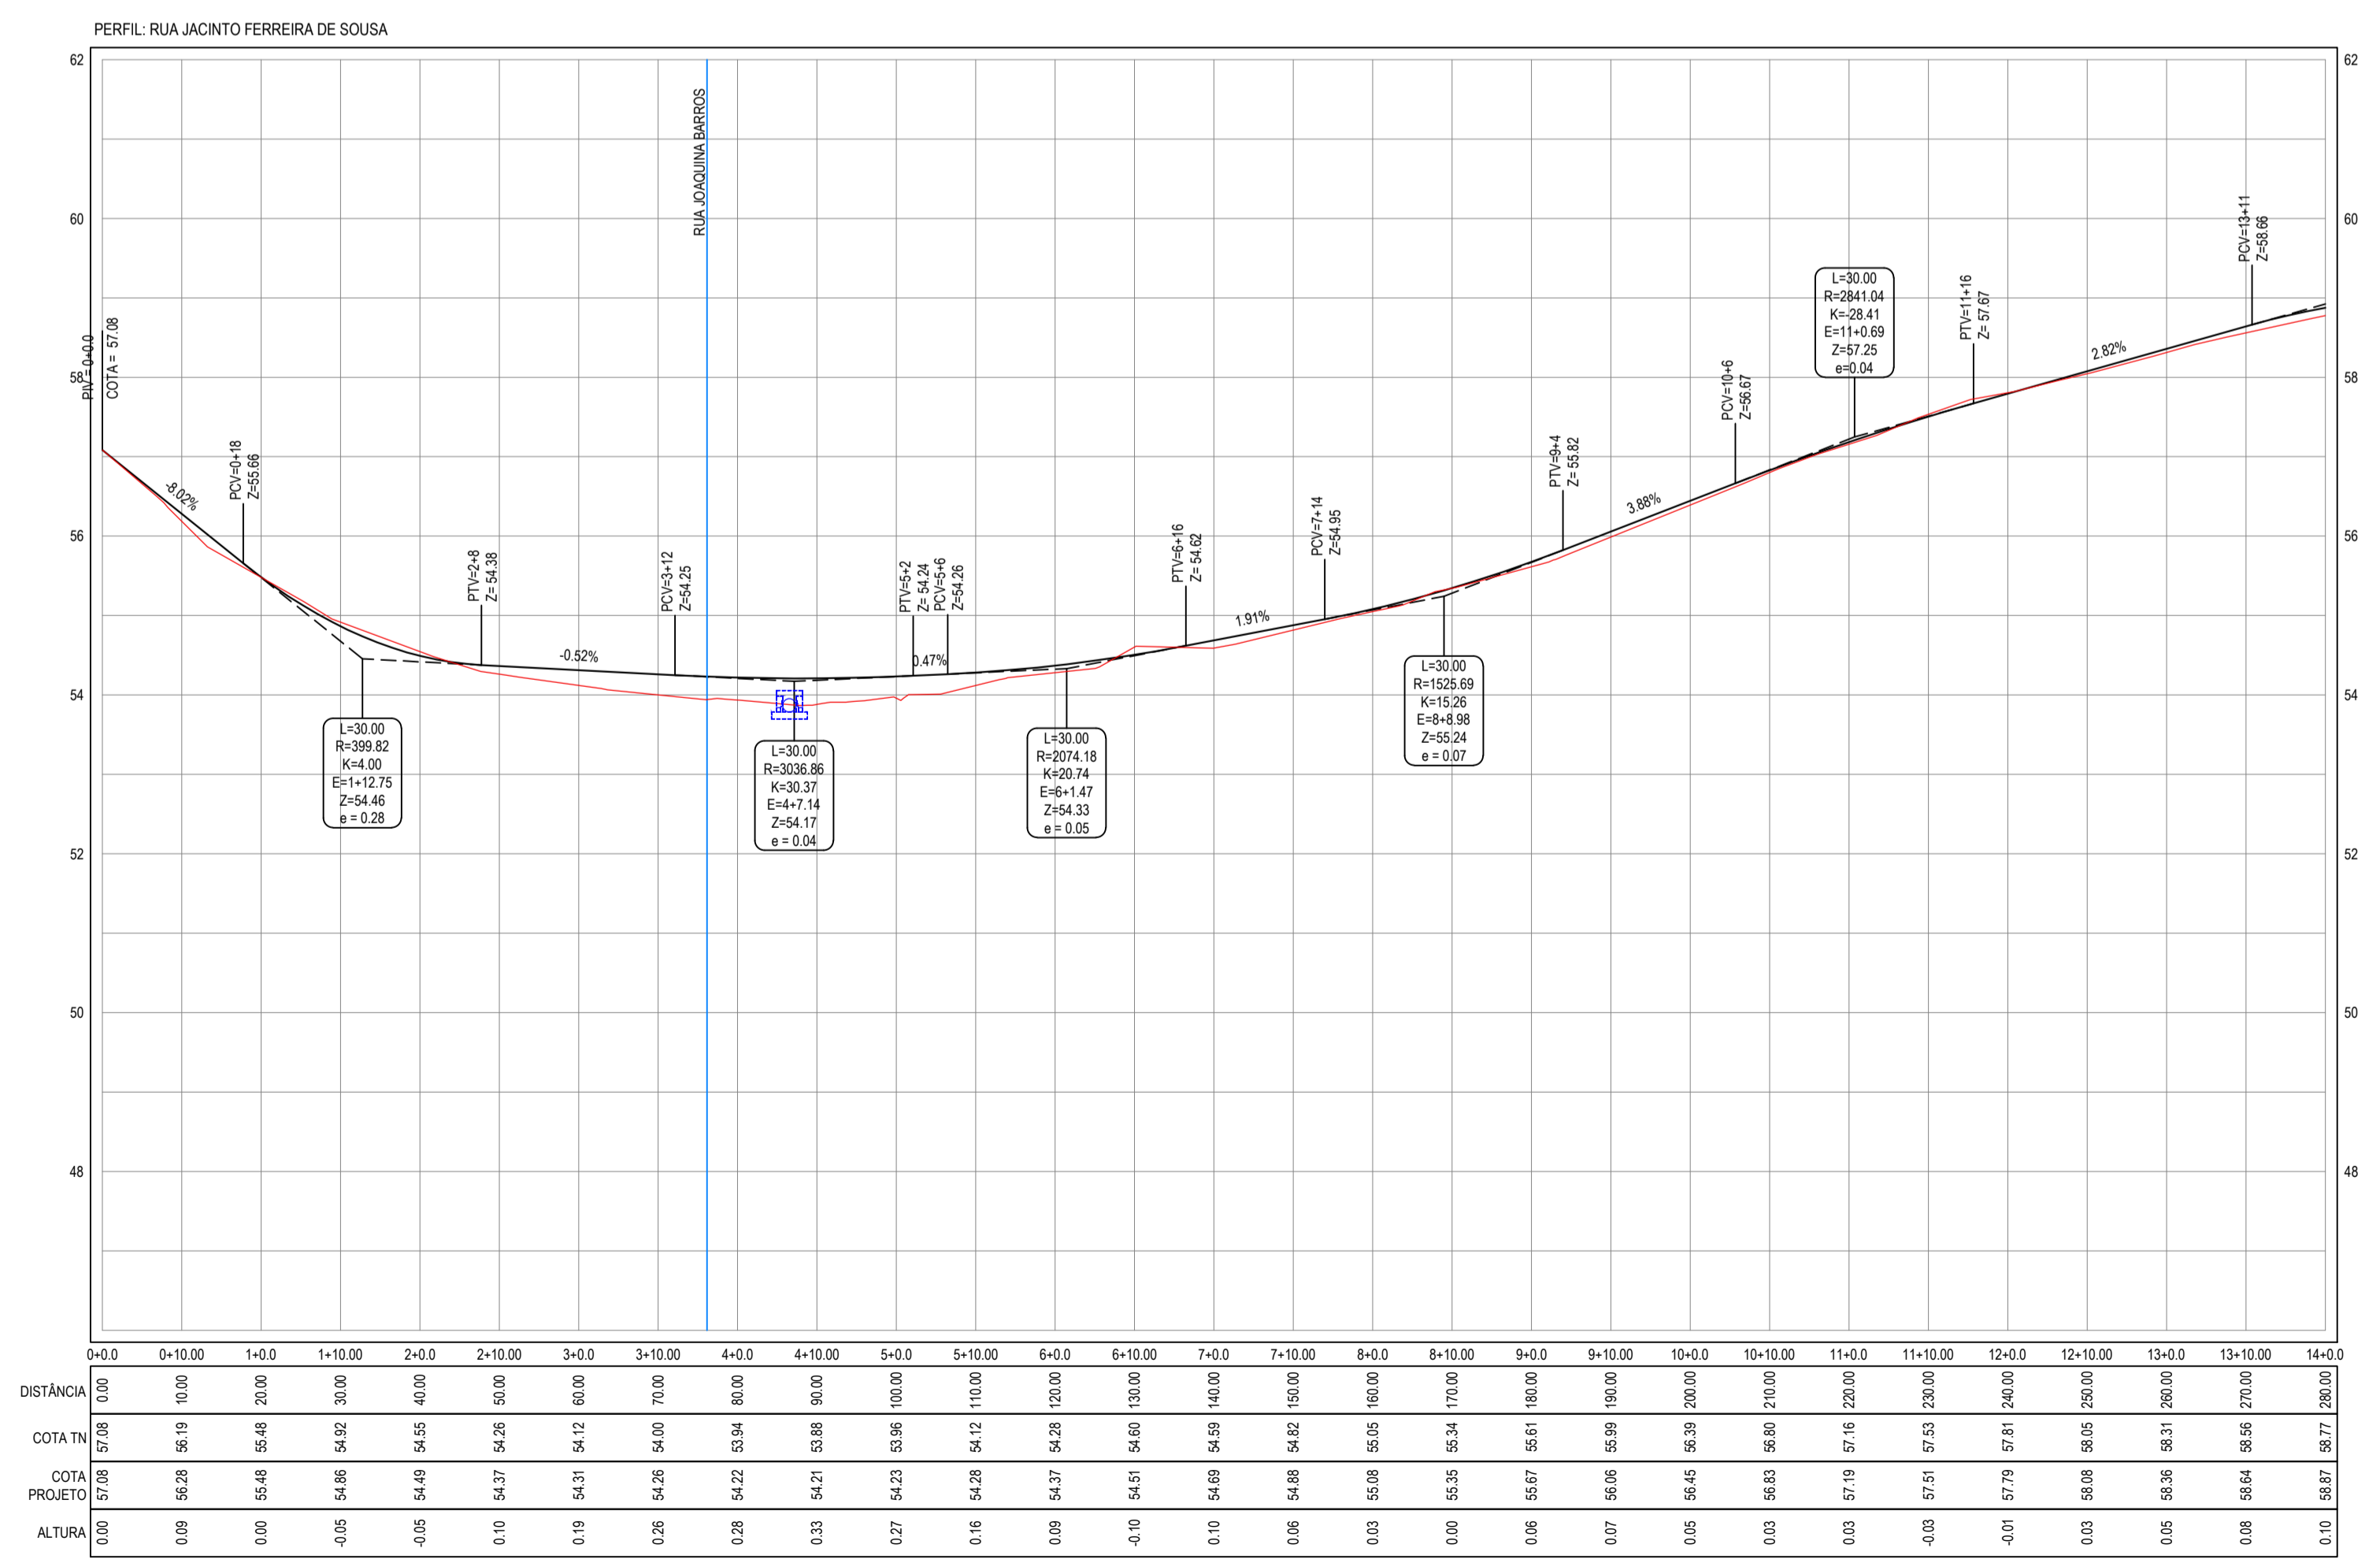 PERFIL: RUA JACINTO FERREIRA DE SOUSA
62
60
58
56
54
52
50
48
62
60
58
56
54
52
50
48
PIV = 0+0.0
COTA = 57.08
-8.02%
PCV=0+18
Z=55.66
L=30.00
R=399.82
K=4.00
E=1+12.75
Z=54.46
e = 0.28
PTV=2+8
Z= 54.38
-0.52%
PCV=3+12
Z=54.25
RUA JOAQUINA BARROS
L=30.00
R=3036.86
K=30.37
E=4+7.14
Z=54.17
e = 0.04
PTV=5+2
Z= 54.24
0.47%
PCV=5+6
Z=54.26
L=30.00
R=2074.18
K=20.74
E=6+1.47
Z=54.33
e = 0.05
PTV=6+16
Z= 54.62
1.91%
PCV=7+14
Z=54.95
L=30.00
R=1525.69
K=15.26
E=8+8.98
Z=55.24
e = 0.07
PTV=9+4
Z= 55.82
3.88%
PCV=10+6
Z=56.67
L=30.00
R=2841.04
K=-28.41
E=11+0.69
Z=57.25
e=0.04
PTV=11+16
Z= 57.67
2.82%
PCV=13+11
Z=58.66
0+0.0 0+10.00 1+0.0 1+10.00 2+0.0 2+10.00 3+0.0 3+10.00 4+0.0 4+10.00 5+0.0 5+10.00 6+0.0 6+10.00 7+0.0 7+10.00 8+0.0 8+10.00 9+0.0 9+10.00 10+0.0 10+10.00 11+0.0 11+10.00 12+0.0 12+10.00 13+0.0 13+10.00 14+0.0
DISTÂNCIA 0.00 10.00 20.00 30.00 40.00 50.00 60.00 70.00 80.00 90.00 100.00 110.00 120.00 130.00 140.00 150.00 160.00 170.00 180.00 190.00 200.00 210.00 220.00 230.00 240.00 250.00 260.00 270.00 280.00
COTA TN 57.08 56.19 55.48 54.92 54.55 54.26 54.12 54.00 53.94 53.88 53.96 54.12 54.28 54.60 54.59 54.82 55.05 55.34 55.61 55.99 56.39 56.80 57.16 57.53 57.81 58.05 58.31 58.56 58.77
COTA
PROJETO 57.08 56.28 55.48 54.86 54.49 54.37 54.31 54.26 54.22 54.21 54.23 54.28 54.37 54.51 54.69 54.88 55.08 55.35 55.67 56.06 56.45 56.83 57.19 57.51 57.79 58.08 58.36 58.64 58.87
ALTURA 0.00 0.09 0.00 -0.05 -0.05 0.10 0.19 0.26 0.28 0.33 0.27 0.16 0.09 -0.10 0.10 0.06 0.03 0.00 0.06 0.07 0.05 0.03 0.03 -0.03 -0.01 0.03 0.05 0.08 0.10